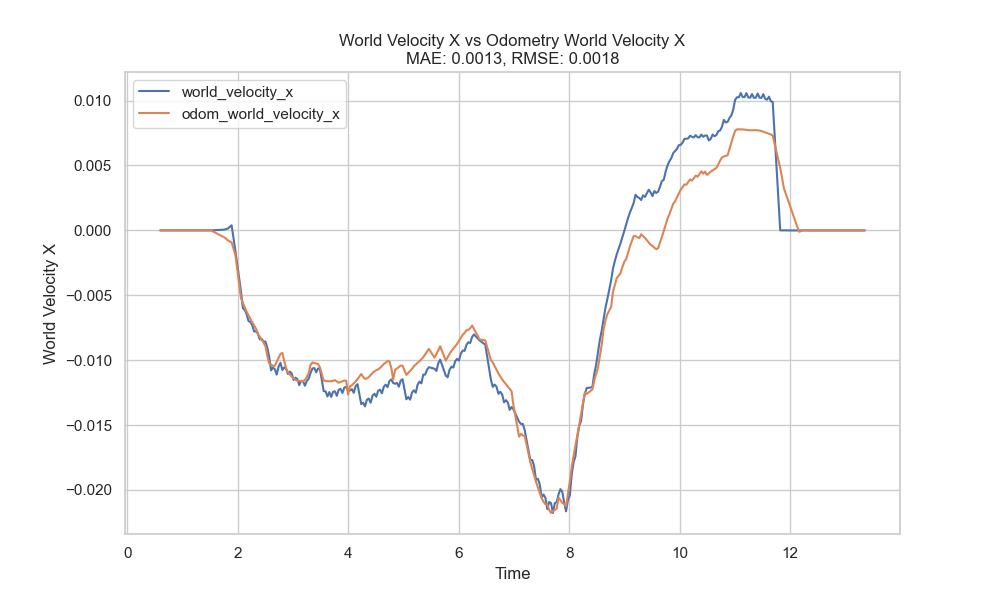 World Velocity X vs Odometry World Velocity X
MAE: 0.0013, RMSE: 0.0018
world_velocity_x
odom_world_velocity_x
World Velocity X
0.010
0.005
0.000
−0.005
−0.010
−0.015
−0.020
0 2 4 6 8 10 12
Time